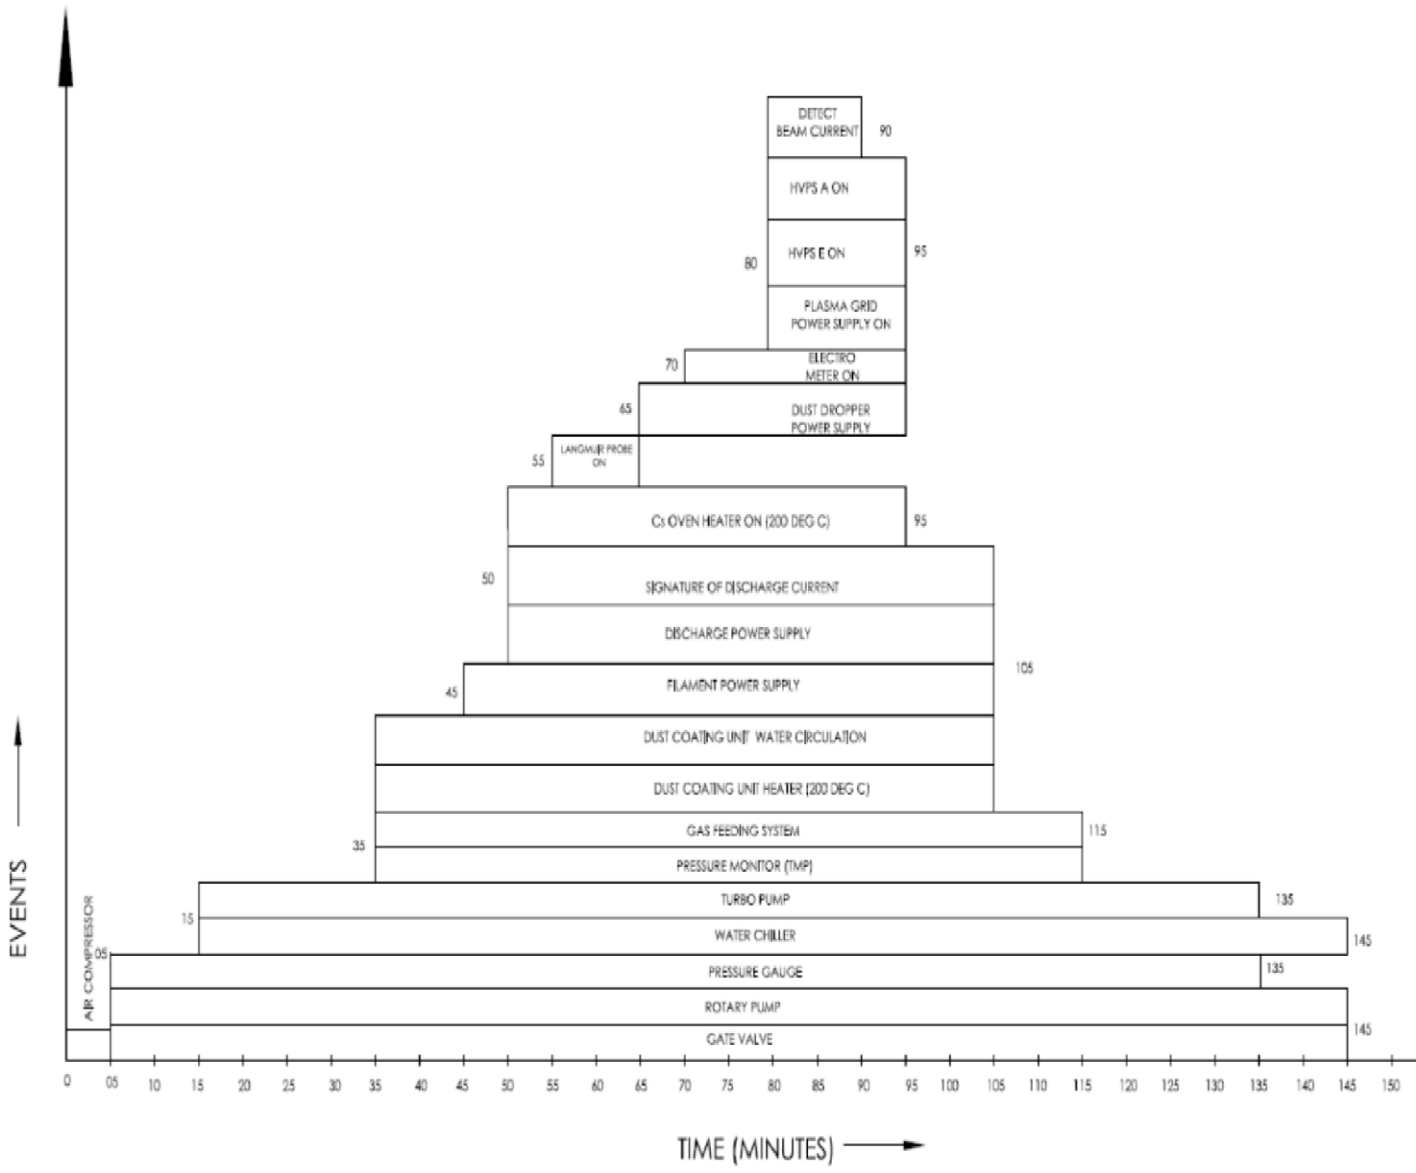 DETECT
BEAM CURRENT
90
HVPS A ON
80
HVPS E ON
95
PLASMA GRID
POWER SUPPLY ON
70
ELECTRO
METER ON
65
DUST DROPPER
POWER SUPPLY
55
LANGMUIR PROBE
ON
Cs OVEN HEATER ON (200 DEG C)
95
50
SIGNATURE OF DISCHARGE CURRENT
DISCHARGE POWER SUPPLY
105
45
FILAMENT POWER SUPPLY
DUST COATING UNIT WATER CIRCULATION
DUST COATING UNIT HEATER (200 DEG C)
GAS FEEDING SYSTEM
115
35
PRESSURE MONITOR (TMP)
TURBO PUMP
135
15
WATER CHILLER
145
05
PRESSURE GAUGE
135
ROTARY PUMP
145
GATE VALVE
AIR COMPRESSOR
EVENTS
0 05 10 15 20 25 30 35 40 45 50 55 60 65 70 75 80 85 90 95 100 105 110 115 120 125 130 135 140 145 150
TIME (MINUTES)